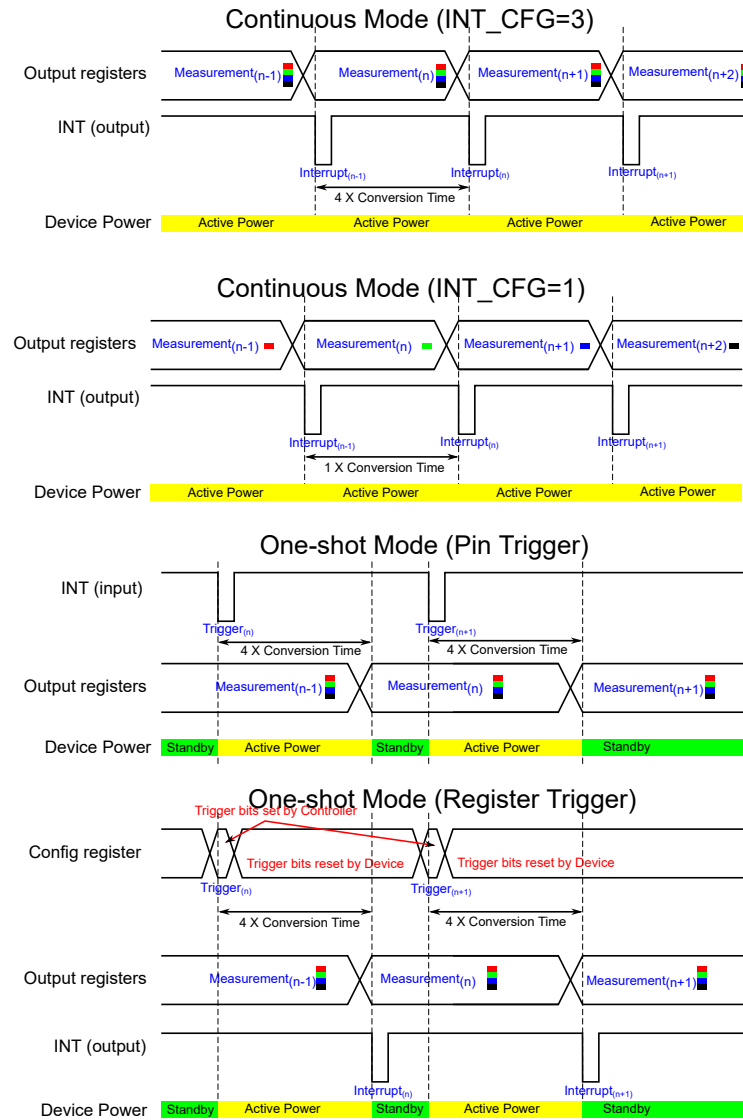 Continuous Mode (INT_CFG=3)
Output registers
Measurement(n-1)
Measurement(n)
Measurement(n+1)
Measurement(n+2)
INT (output)
Interrupt(n-1)
Interrupt(n)
Interrupt(n+1)
4 X Conversion Time
Device Power
Active Power
Active Power
Active Power
Active Power
Continuous Mode (INT_CFG=1)
Output registers
Measurement(n-1)
Measurement(n)
Measurement(n+1)
Measurement(n+2)
INT (output)
Interrupt(n-1)
Interrupt(n)
Interrupt(n+1)
1 X Conversion Time
Device Power
Active Power
Active Power
Active Power
Active Power
One-shot Mode (Pin Trigger)
INT (input)
Trigger(n)
Trigger(n+1)
4 X Conversion Time
4 X Conversion Time
Output registers
Measurement(n-1)
Measurement(n)
Measurement(n+1)
Device Power
Standby
Active Power
Standby
Active Power
Standby
One-shot Mode (Register Trigger)
Trigger bits set by Controller
Config register
Trigger bits reset by Device
Trigger bits reset by Device
Trigger(n)
Trigger(n+1)
4 X Conversion Time
4 X Conversion Time
Output registers
Measurement(n-1)
Measurement(n)
Measurement(n+1)
INT (output)
Interrupt(n)
Interrupt(n+1)
Device Power
Standby
Active Power
Standby
Active Power
Standby